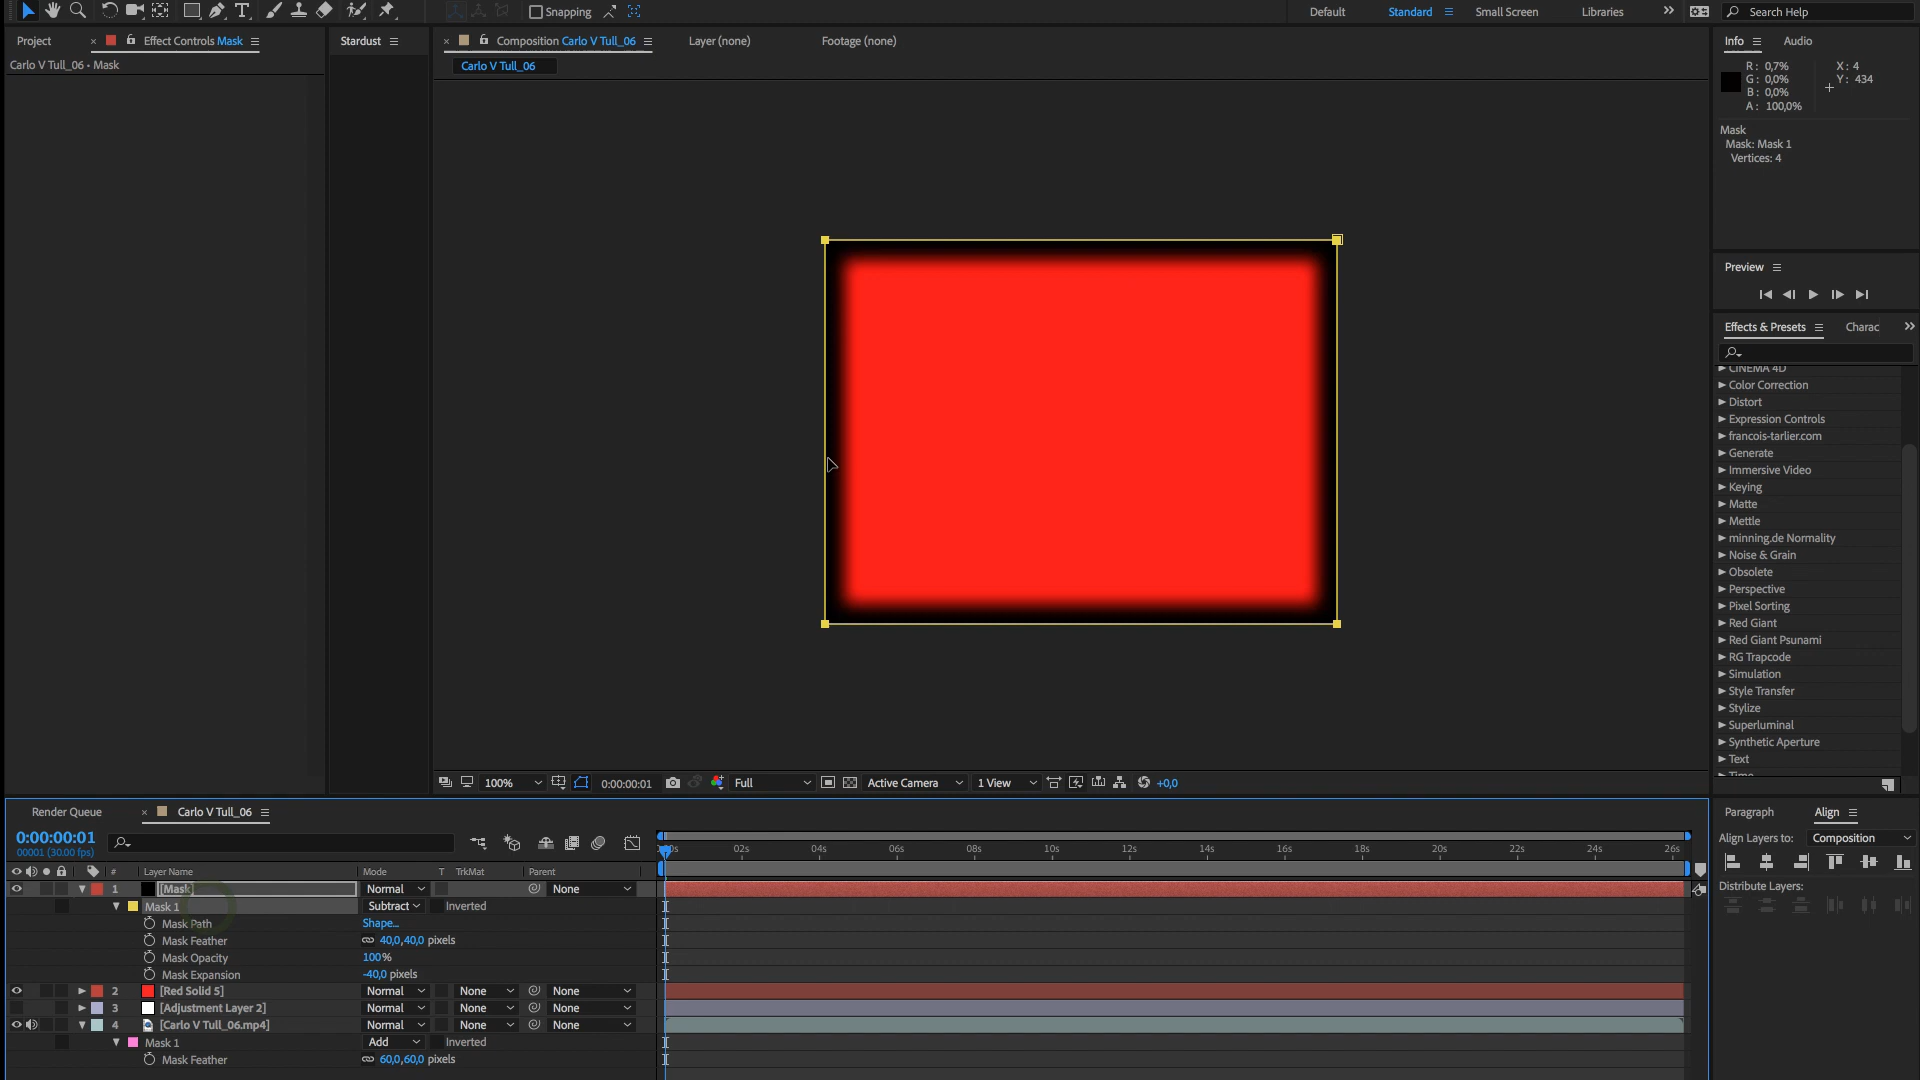 Snapping
Default
Standard
Small Screen
Libraries
Search Help
Project
Effect Controls Mask
Stardust
Composition Carlo V Tull_06
Layer (none)
Footage (none)
Info
Audio
Carlo V Tull_06 • Mask
Carlo V Tull_06
R: 0,7%
G: 0,0%
B: 0,0%
A: 100,0%
X: 4
Y: 434
Mask
Mask: Mask 1
Vertices: 4
Preview
Effects & Presets
Charac
CINEMA 4D
Color Correction
Distort
Expression Controls
francois-tarlier.com
Generate
Immersive Video
Keying
Matte
Mettle
minning.de Normality
Noise & Grain
Obsolete
Perspective
Pixel Sorting
Red Giant
Red Giant Psunami
RG Trapcode
Simulation
Style Transfer
Stylize
Superluminal
Synthetic Aperture
Text
Time
100%
0:00:00:01
Full
Active Camera
1 View
+0,0
Render Queue
Carlo V Tull_06
Paragraph
Align
0:00:00:01
00001 (30.00 fps)
Align Layers to:
Composition
02s 04s 06s 08s 10s 12s 14s 16s 18s 20s 22s 24s 26s
# Layer Name Mode T TrkMat Parent
Distribute Layers:
1 [Mask] Normal None
Mask 1 Subtract Inverted
Mask Path Shape...
Mask Feather 40,0,40,0 pixels
Mask Opacity 100%
Mask Expansion -40,0 pixels
2 [Red Solid 5] Normal None None
3 [Adjustment Layer 2] Normal None None
4 [Carlo V Tull_06.mp4] Normal None None
Mask 1 Add Inverted
Mask Feather 60,0,60,0 pixels